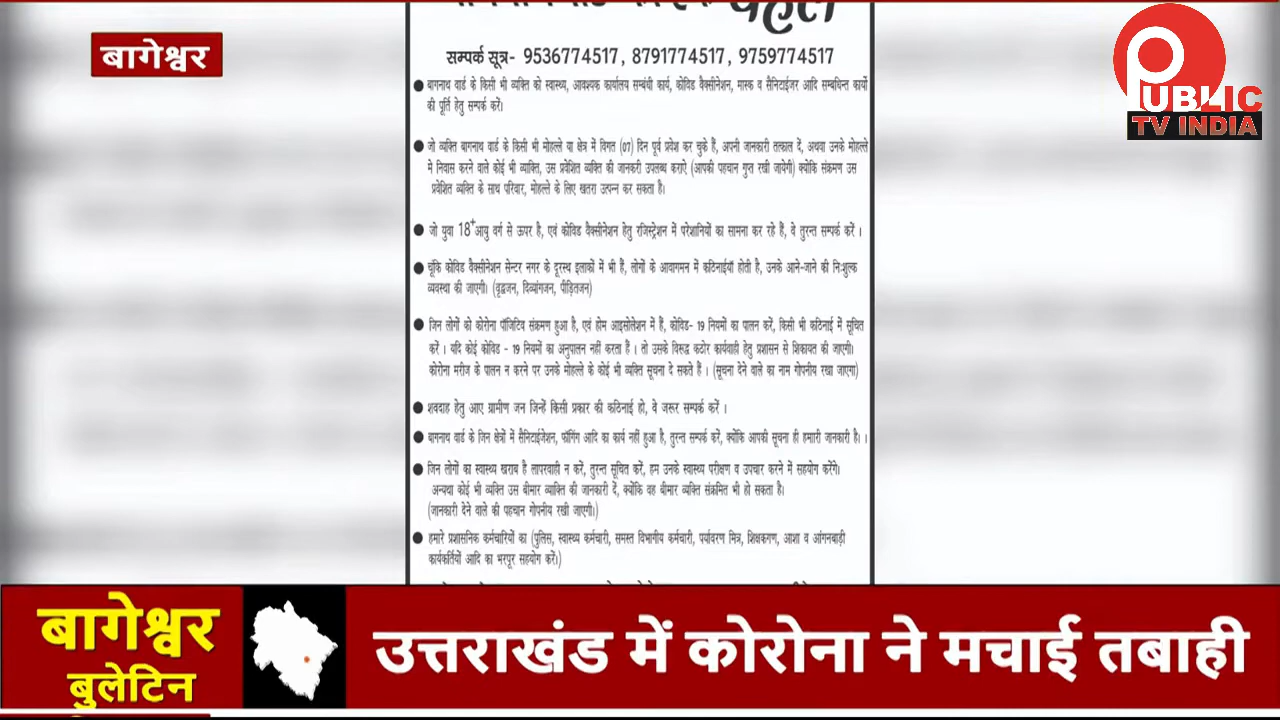 पहल
बागेश्वर
PUBLIC
TV INDIA
सम्पर्क सूत्र- 9536774517, 8791774517, 9759774517
● बागनाथ वार्ड के किसी भी व्यक्ति को स्वास्थ्य, आवश्यक कार्यालय सम्बंधी कार्य, कोविड वैक्सीनेशन, मास्क व सैनिटाईजर आदि सम्बधित कार्यो
की पूर्ति हेतु सम्पर्क करें।
● जो व्यक्ति बागनाथ वार्ड के किसी भी मोहल्ले या क्षेत्र में विगत (07) दिन पूर्व प्रवेश कर चुके हैं, अपनी जानकारी तत्काल दें, अथवा उनके मोहल्ले
मे निवास करने वाले कोई भी व्याक्ति, उस प्रवेशित व्यक्ति की जानकरी उपलब्ध कराऐ (आपकी पहचान गुप्त रखी जायेगी) क्योंकि संक्रमण उस
प्रवेशित व्यक्ति के साथ परिवार, मोहल्ले के लिए खतरा उत्पन्न कर सकता है।
● जो युवा 18+ आयु वर्ग से ऊपर है, एवं कोविड वैक्सीनेशन हेतु रजिस्ट्रेशन में परेशानियों का सामना कर रहे हैं, वे तुरन्त सम्पर्क करें ।
● चूंकि कोविड वैक्सीनेशन सेन्टर नगर के दूरस्थ इलाकों में भी हैं, लोगों के आवागमन में कठिनाईयॉ होती है, उनके आने-जाने की निःशुल्क
व्यवस्था की जाएगी। (वृद्धजन, दिव्यांगजन, पीड़ितजन)
● जिन लोगों को कोरोना पॉजिटिव संक्रमण हुआ है, एवं होम आइसोलेशन में हैं, कोविड- 19 नियमों का पालन करें, किसी भी कठिनाई में सूचित
करें । यदि कोई कोविड - 19 नियमों का अनुपालन नहीं करता है । तो उसके विरूद्ध कटोर कार्यवाही हेतु प्रशासन से शिकायत की जाएगी।
कोरोना मरीज के पालन न करने पर उनके मोहल्ले के कोई भी व्यक्ति सूचना दे सकते हैं । (सूचना देने वाले का नाम गोपनीय रखा जाएगा)
● शवदाह हेतु आए ग्रामीण जन जिन्हें किसी प्रकार की कठिनाई हो, वे जरूर सम्पर्क करें ।
● बागनाथ वार्ड के जिन क्षेत्रों में सैनिटाईजेशन, फॉगिंग आदि का कार्य नहीं हुआ है, तुरन्त सम्पर्क करें, क्योंकि आपकी सूचना ही हमाारी जानकारी है। ।
● जिन लोगों का स्वास्थ्य खराब है लापरवाही न करें, तुरन्त सूचित करें, हम उनके स्वास्थ्य परीक्षण व उपचार करने में सहयोग करेंगे।
अन्यथा कोई भी व्यक्ति उस बीमार व्याक्ति की जानकारी दें, क्योंकि वह बीमार व्यक्ति संक्रमित भी हो सकता है।
(जानकारी देने वाले की पहचान गोपनीय रखी जाएगी।)
● हमारे प्रशासनिक कर्मचारियों का (पुलिस, स्वास्थ्य कर्मचारी, समस्त विभागीय कर्मचारी, पर्यावरण मित्र, शिक्षकगण, आशा व आंगनबाड़ी
कार्यकर्तियों आदि का भरपूर सहयोग करें।)
बागेश्वर
बुलेटिन
उत्तराखंड में कोरोना ने मचाई तबाही